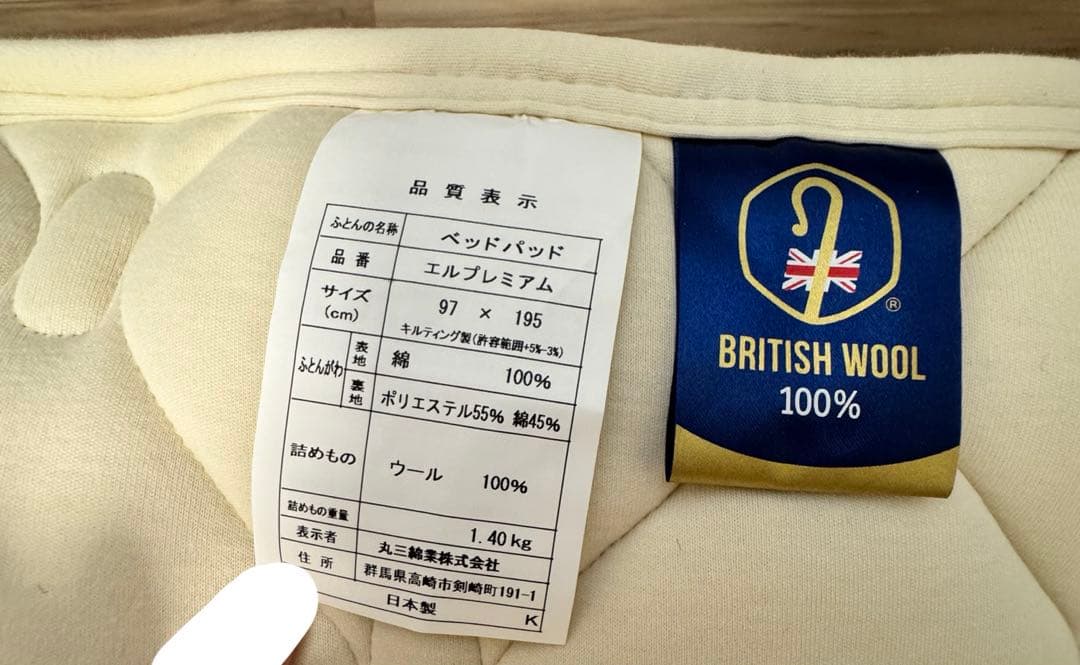 品質表示
ふとんの名称 ベッドパッド
品番 エルプレミアム
サイズ(cm) 97 × 195
キルティング製(許容範囲+5%-3%)
ふとんがわ 表地 綿 100%
裏地 ポリエステル55% 綿45%
詰めもの ウール 100%
詰めもの重量 1.40kg
表示者 丸三綿業株式会社
住所 群馬県高崎市剣崎町191-1
日本製 K
®
BRITISH WOOL
100%